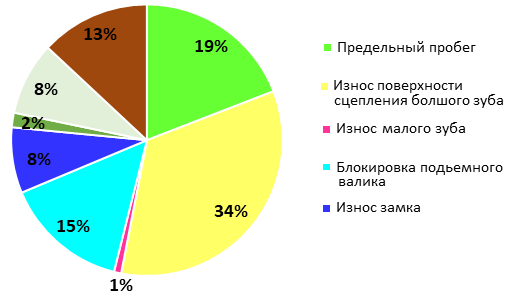 13%
19%
8%
2%
8%
15%
34%
1%
Предельный пробег
Износ поверхности
сцепления болшого зуба
Износ малого зуба
Блокировка подьемного
валика
Износ замка